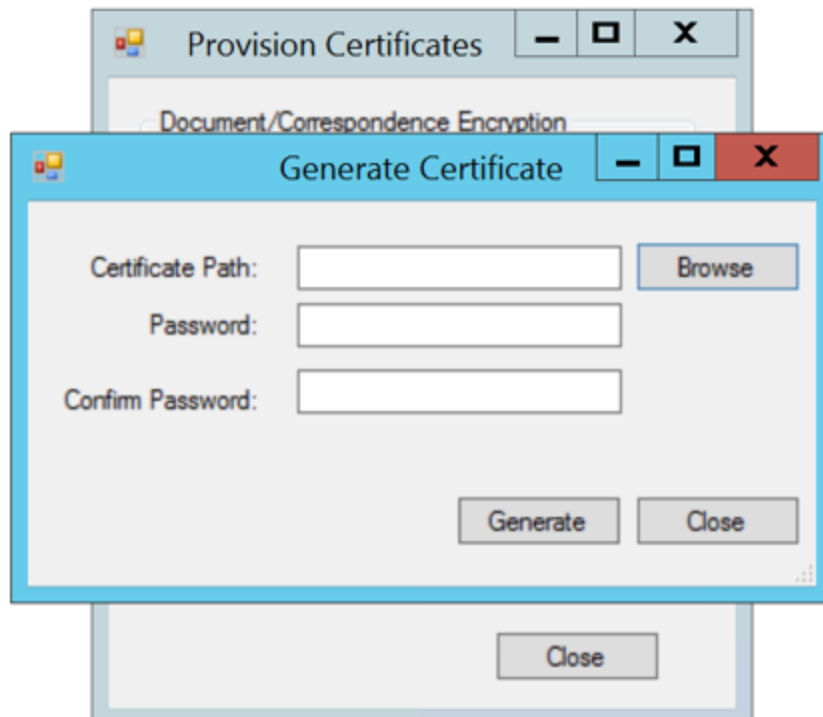 Provision Certificates
Document/Correspondence Encryption
Generate Certificate
Certificate Path:
Browse
Password:
Confirm Password:
Generate
Close
Close